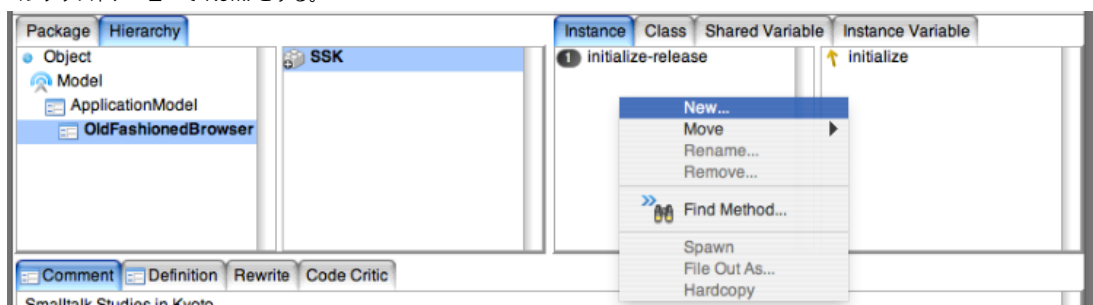 Package Hierarchy
Instance Class Shared Variable Instance Variable
Object
Model
ApplicationModel
OldFashionedBrowser
SSK
1 initialize-release
initialize
New...
Move
Rename...
Remove...
Find Method...
Spawn
File Out As...
Hardcopy
Comment Definition Rewrite Code Critic
Smalltalk Studies in Kyoto